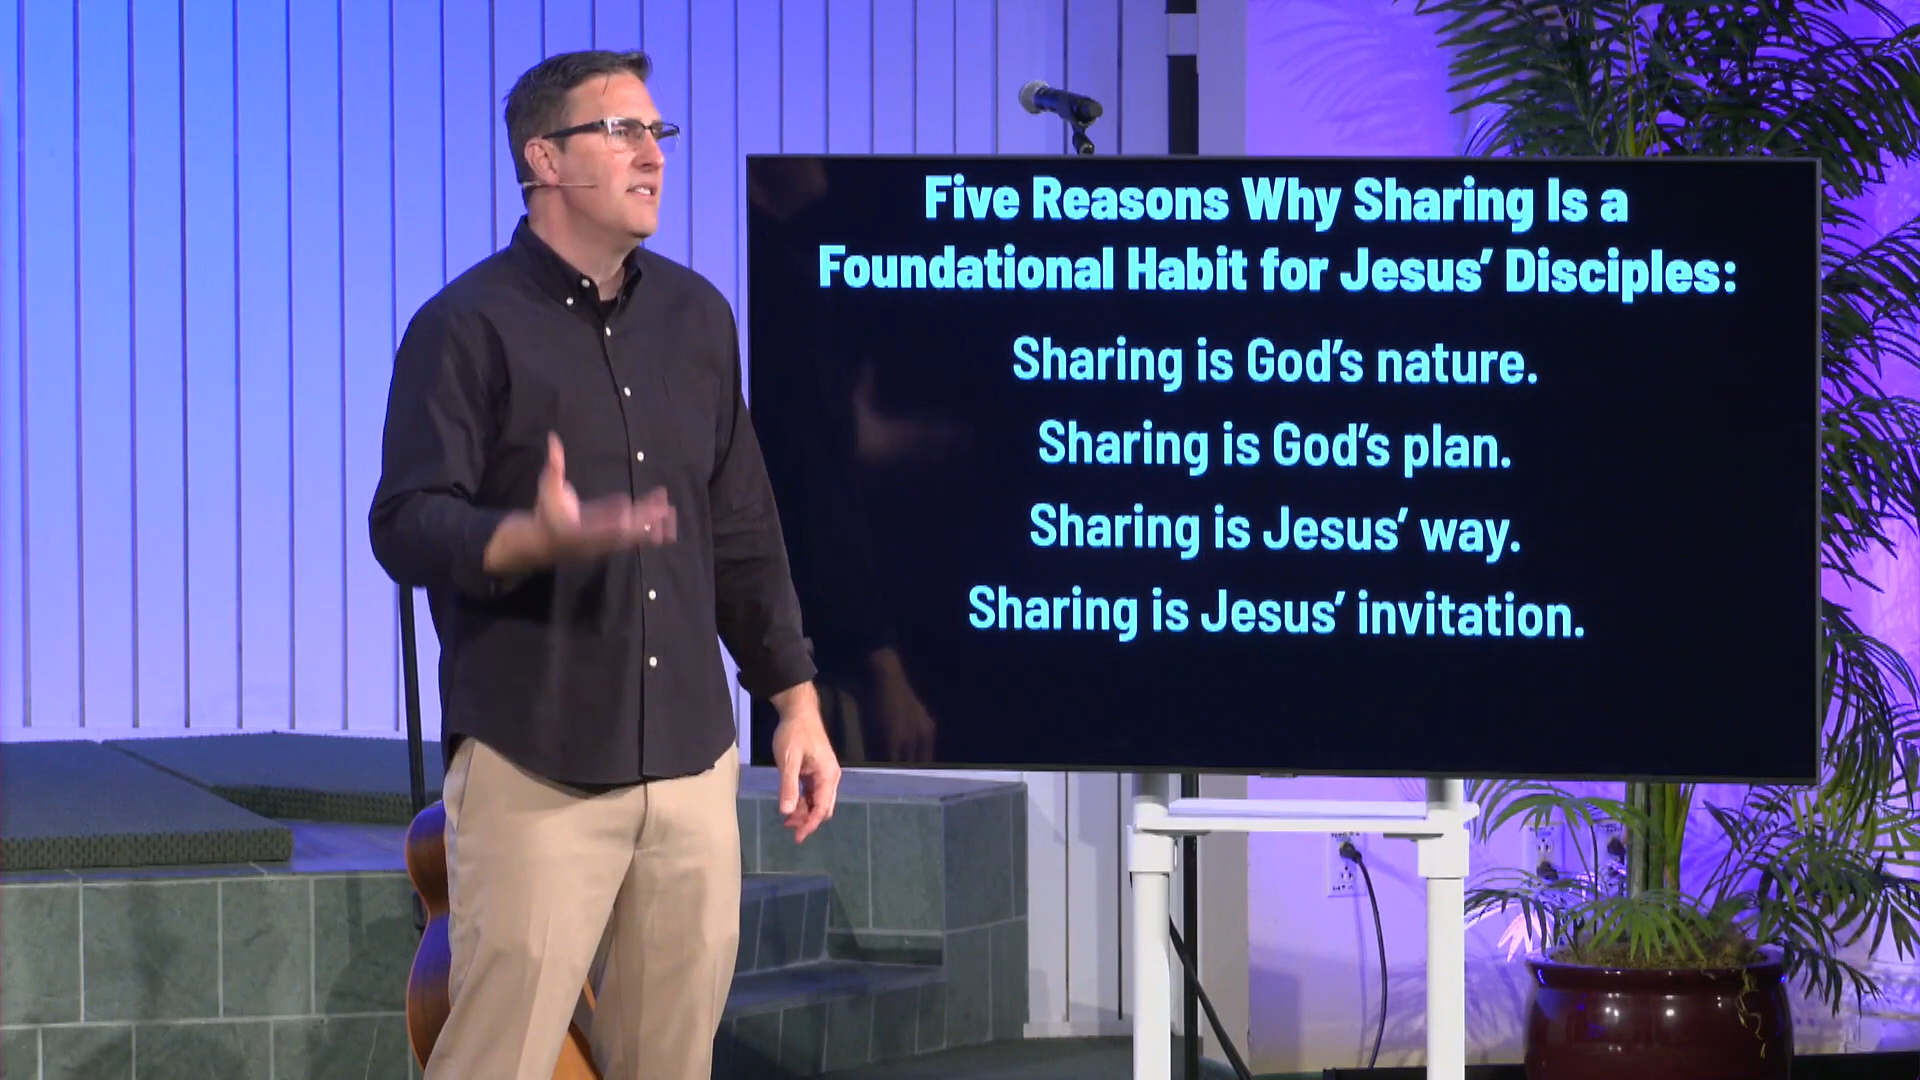 Five Reasons Why Sharing Is a
Foundational Habit for Jesus’ Disciples:
Sharing is God’s nature.
Sharing is God’s plan.
Sharing is Jesus’ way.
Sharing is Jesus’ invitation.